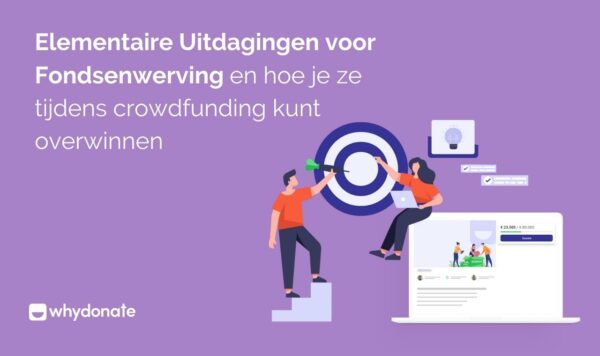 Elementaire Uitdagingen voor
Fondsenwerving en hoe je ze
tijdens crowdfunding kunt
overwinnen
whydonate